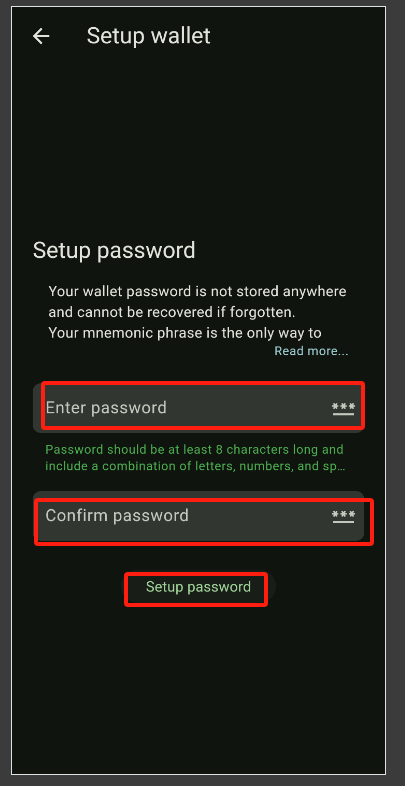 Setup wallet
Setup password
Your wallet password is not stored anywhere
and cannot be recovered if forgotten.
Your mnemonic phrase is the only way to
Read more...
Enter password
***
Password should be at least 8 characters long and
include a combination of letters, numbers, and sp...
Confirm password
***
Setup password